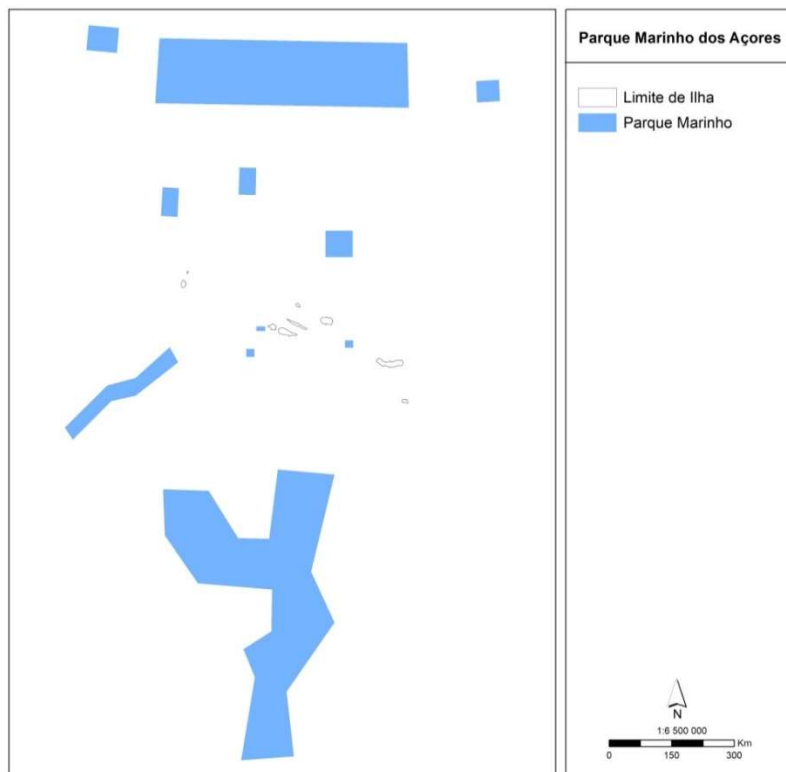 Parque Marinho dos Açores
Limite de Ilha
Parque Marinho
N
1:6 500 000
Km
0 150 300